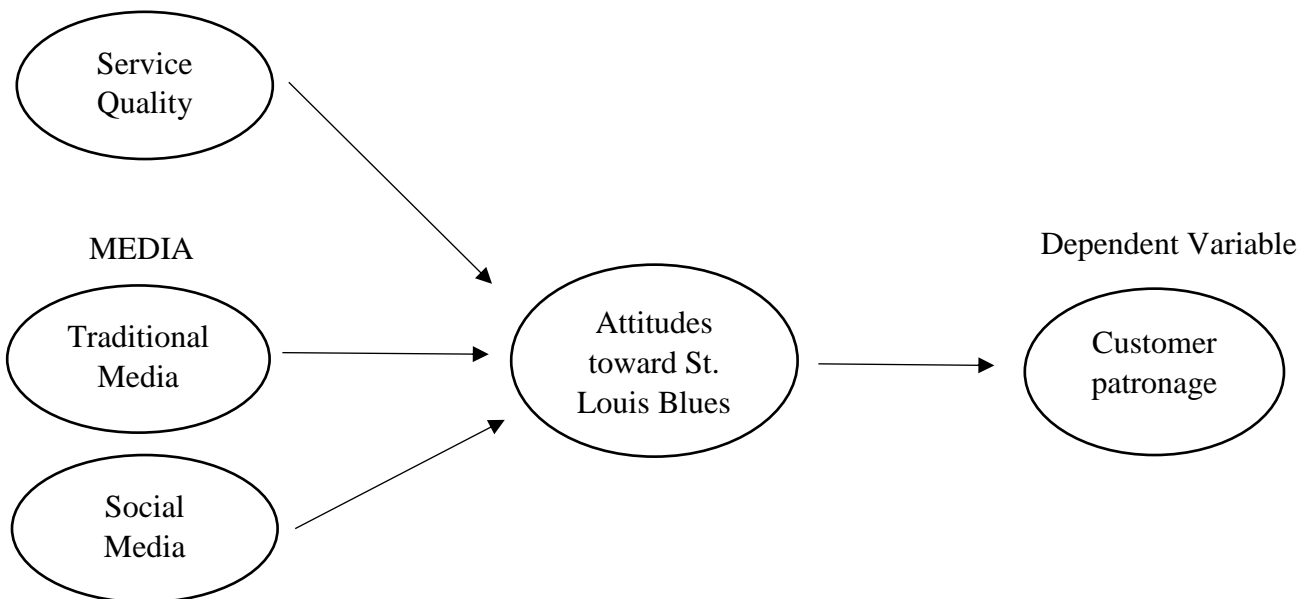 Service
Quality
MEDIA
Traditional
Media
Social
Media
Attitudes
toward St.
Louis Blues
Dependent Variable
Customer
patronage